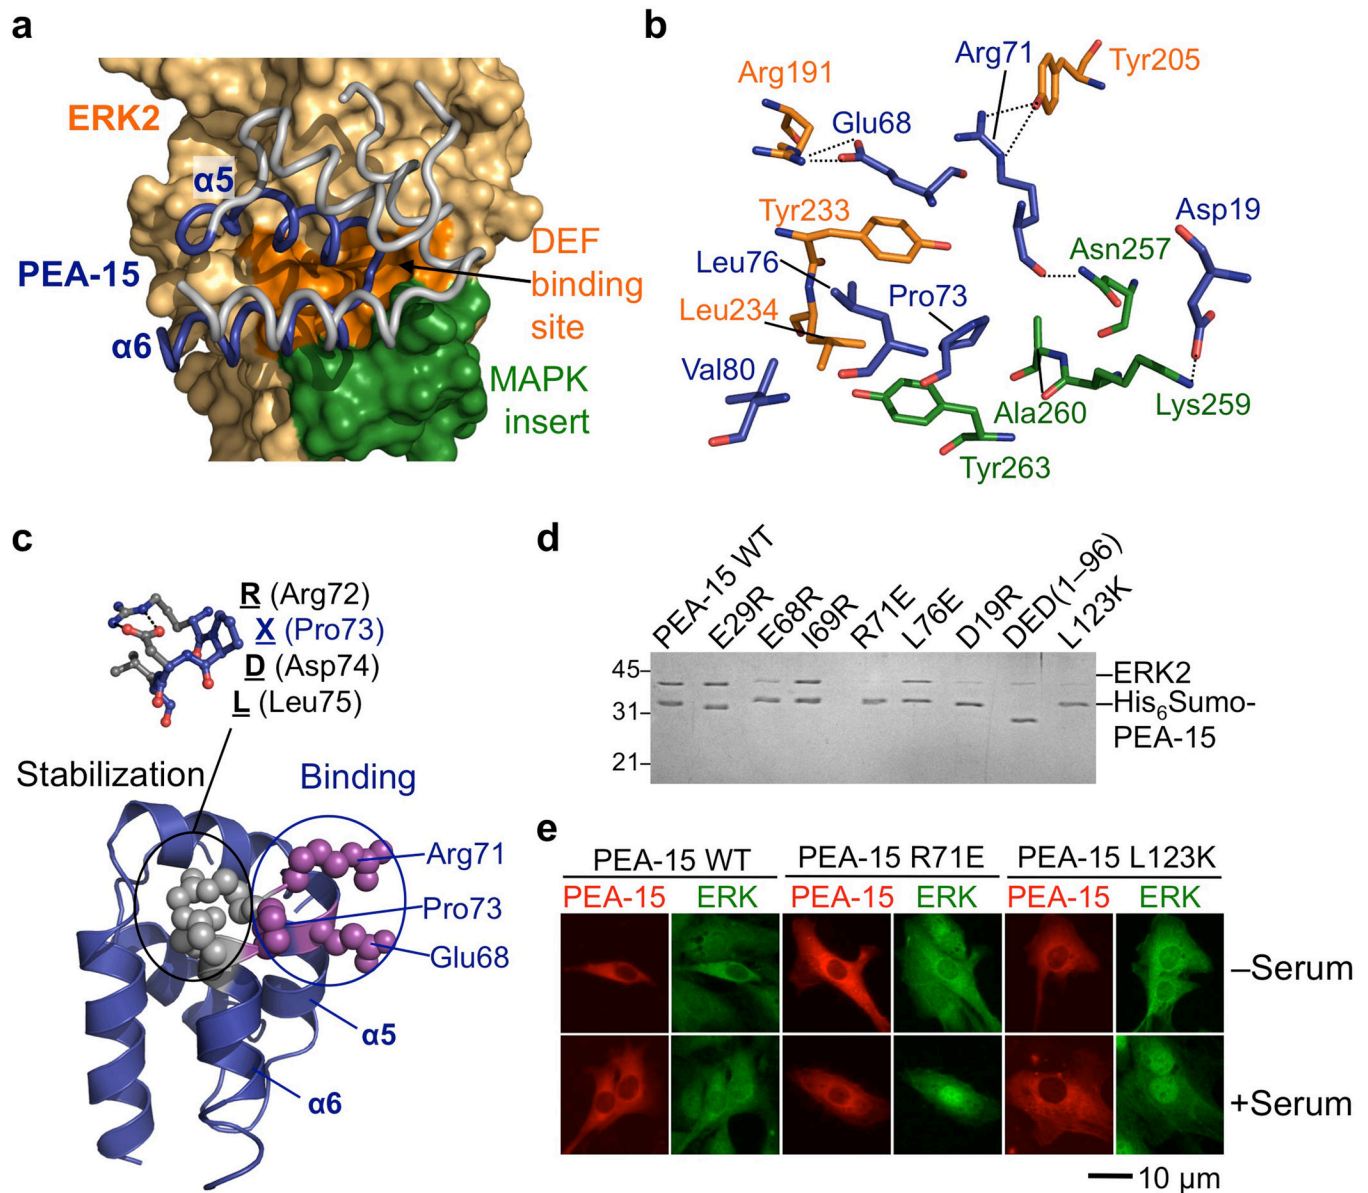 a
ERK2
α5
PEA-15
α6
DEF
binding
site
MAPK
insert
b
Arg191
Glu68
Arg71
Tyr205
Tyr233
Asp19
Leu76
Asn257
Leu234
Pro73
Val80
Ala260
Lys259
Tyr263
c
R (Arg72)
X (Pro73)
D (Asp74)
L (Leu75)
Stabilization
Binding
Arg71
Pro73
Glu68
α5
α6
d
PEA-15 WT
E29R
E68R
I69R
R71E
L76E
D19R
DED(1–96)
L123K
45
31
21
ERK2
His6Sumo-
PEA-15
e
PEA-15 WT PEA-15 R71E PEA-15 L123K
PEA-15 ERK PEA-15 ERK PEA-15 ERK
–Serum
+Serum
10 μm